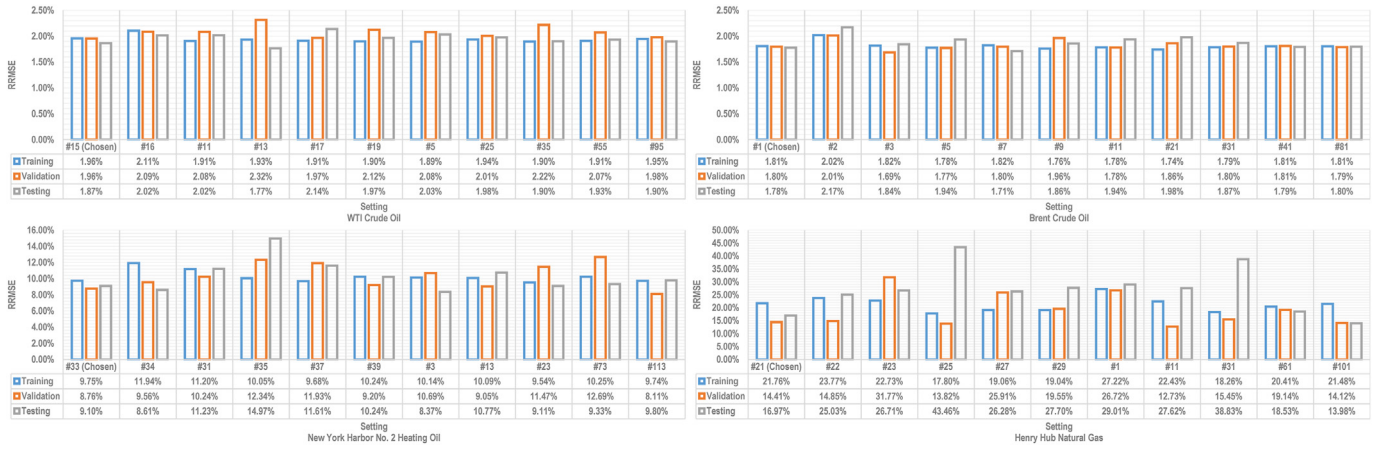 2.50%
2.00%
1.50%
1.00%
0.50%
0.00%
RRMSE
#15 (Chosen) #16 #11 #13 #17 #19 #5 #25 #35 #55 #95
Training 1.96% 2.11% 1.91% 1.93% 1.91% 1.90% 1.89% 1.94% 1.90% 1.91% 1.95%
Validation 1.96% 2.09% 2.08% 2.32% 1.97% 2.12% 2.08% 2.01% 2.22% 2.07% 1.98%
Testing 1.87% 2.02% 2.02% 1.77% 2.14% 1.97% 2.03% 1.98% 1.90% 1.93% 1.90%
Setting
WTI Crude Oil
2.50%
2.00%
1.50%
1.00%
0.50%
0.00%
RRMSE
#1 (Chosen) #2 #3 #5 #7 #9 #11 #21 #31 #41 #81
Training 1.81% 2.02% 1.82% 1.78% 1.82% 1.76% 1.78% 1.74% 1.79% 1.81% 1.81%
Validation 1.80% 2.01% 1.69% 1.77% 1.80% 1.96% 1.78% 1.86% 1.80% 1.81% 1.79%
Testing 1.78% 2.17% 1.84% 1.94% 1.71% 1.86% 1.94% 1.98% 1.87% 1.79% 1.80%
Setting
Brent Crude Oil
16.00%
14.00%
12.00%
10.00%
8.00%
6.00%
4.00%
2.00%
0.00%
RRMSE
#33 (Chosen) #34 #31 #35 #37 #39 #3 #13 #23 #73 #113
Training 9.75% 11.94% 11.20% 10.05% 9.68% 10.24% 10.14% 10.09% 9.54% 10.25% 9.74%
Validation 8.76% 9.56% 10.24% 12.34% 11.93% 9.20% 10.69% 9.05% 11.47% 12.69% 8.11%
Testing 9.10% 8.61% 11.23% 14.97% 11.61% 10.24% 8.37% 10.77% 9.11% 9.33% 9.80%
Setting
New York Harbor No. 2 Heating Oil
50.00%
45.00%
40.00%
35.00%
30.00%
25.00%
20.00%
15.00%
10.00%
5.00%
0.00%
RRMSE
#21 (Chosen) #22 #23 #25 #27 #29 #1 #11 #31 #61 #101
Training 21.76% 23.77% 22.73% 17.80% 19.06% 19.04% 27.22% 22.43% 18.26% 20.41% 21.48%
Validation 14.41% 14.85% 31.77% 13.82% 25.91% 19.55% 26.72% 12.73% 15.45% 19.14% 14.12%
Testing 16.97% 25.03% 26.71% 43.46% 26.28% 27.70% 29.01% 27.62% 38.83% 18.53% 13.98%
Setting
Henry Hub Natural Gas